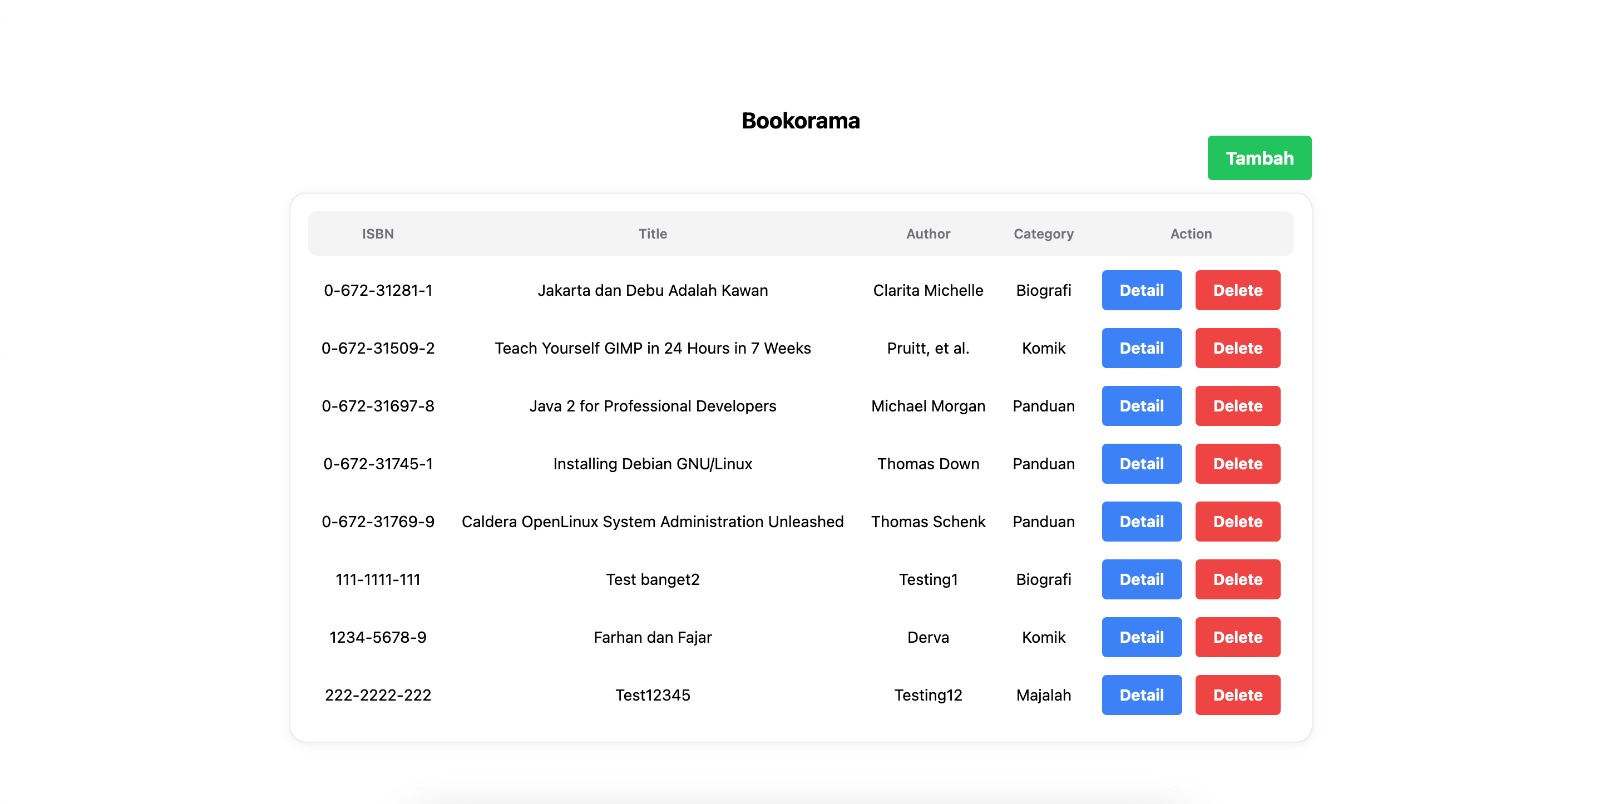 Bookorama
Tambah
ISBN Title Author Category Action
0-672-31281-1 Jakarta dan Debu Adalah Kawan Clarita Michelle Biografi Detail Delete
0-672-31509-2 Teach Yourself GIMP in 24 Hours in 7 Weeks Pruitt, et al. Komik Detail Delete
0-672-31697-8 Java 2 for Professional Developers Michael Morgan Panduan Detail Delete
0-672-31745-1 Installing Debian GNU/Linux Thomas Down Panduan Detail Delete
0-672-31769-9 Caldera OpenLinux System Administration Unleashed Thomas Schenk Panduan Detail Delete
111-1111-111 Test banget2 Testing1 Biografi Detail Delete
1234-5678-9 Farhan dan Fajar Derva Komik Detail Delete
222-2222-222 Test12345 Testing12 Majalah Detail Delete